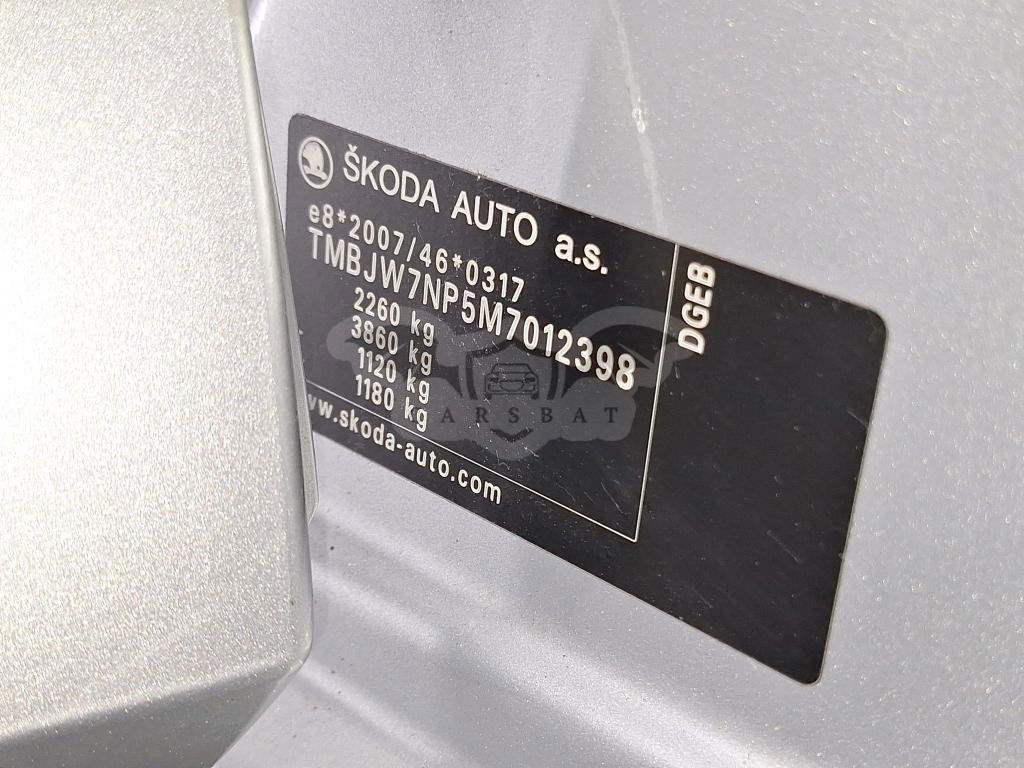 ŠKODA AUTO a.s.
e8*2007/46*0317
TMBJW7NP5M7012398
2260 kg
3860 kg
1120 kg
1180 kg
www.skoda-auto.com
DGEB
ARSBAT